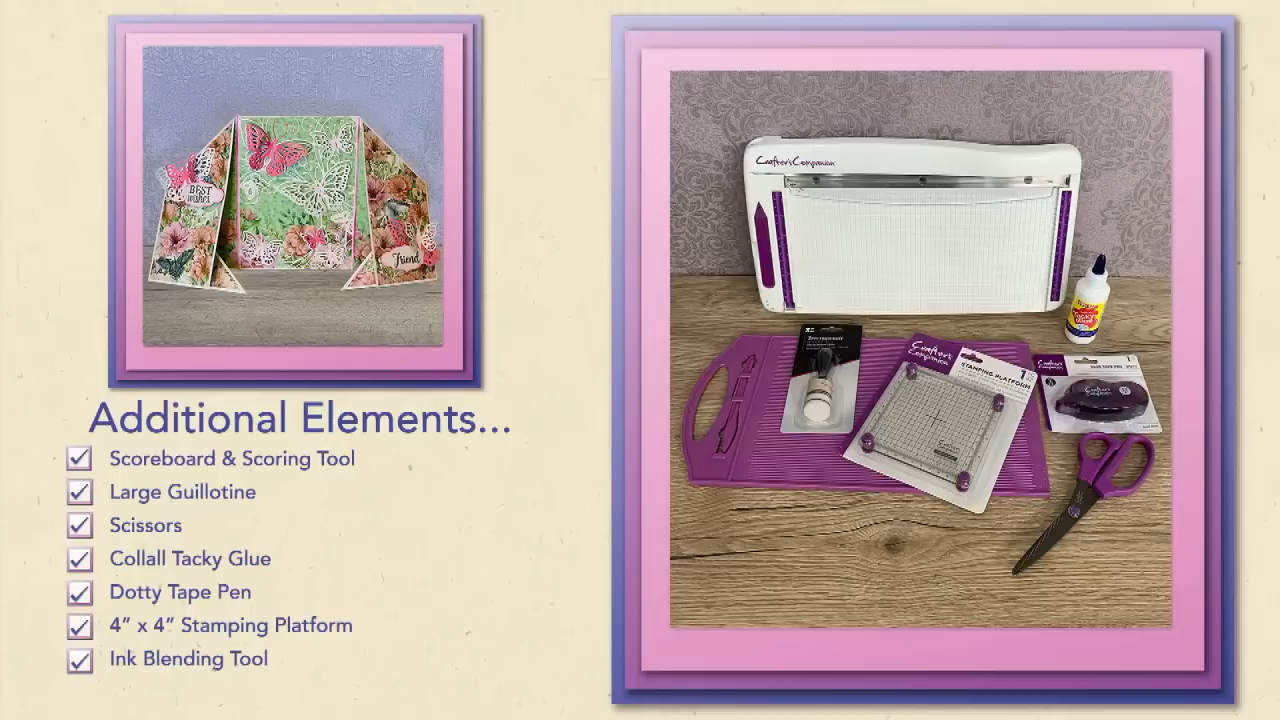 BEST
wishes
Friend
Additional Elements...
Scoreboard & Scoring Tool
Large Guillotine
Scissors
Collall Tacky Glue
Dotty Tape Pen
4” x 4” Stamping Platform
Ink Blending Tool
Crafter's Companion
Crafter's
Companion
STAMPING PLATFORM